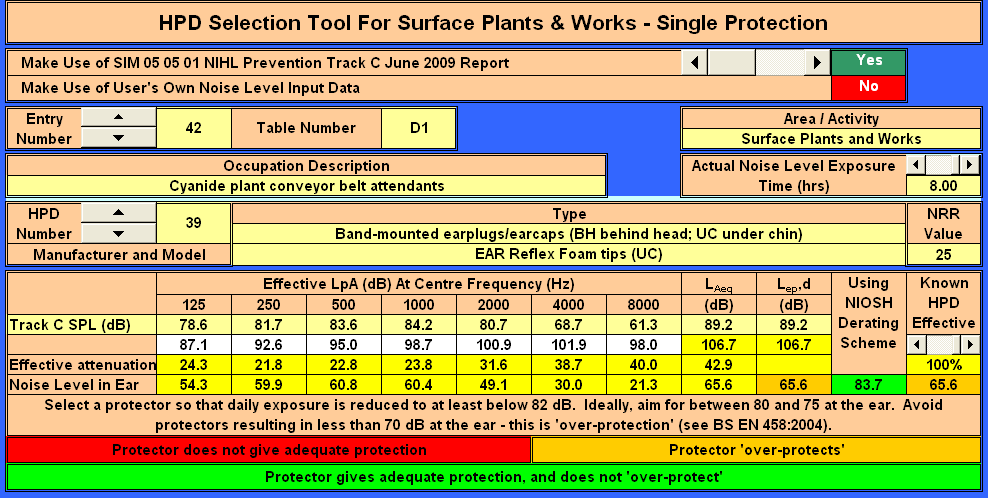 HPD Selection Tool For Surface Plants & Works - Single Protection
Make Use of SIM 05 05 01 NIHL Prevention Track C June 2009 Report Yes
Make Use of User's Own Noise Level Input Data No
Entry Number 42 Table Number D1
Area / Activity
Surface Plants and Works
Occupation Description
Cyanide plant conveyor belt attendants
Actual Noise Level Exposure
Time (hrs) 8.00
HPD Number 39
Manufacturer and Model
Type
Band-mounted earplugs/earcaps (BH behind head; UC under chin)
EAR Reflex Foam tips (UC)
NRR
Value
25
Effective LpA (dB) At Centre Frequency (Hz)
125 250 500 1000 2000 4000 8000
LAeq
(dB)
Lep,d
(dB)
Using
NIOSH
Derating
Scheme
Known
HPD
Effective
100%
Track C SPL (dB) 78.6 81.7 83.6 84.2 80.7 68.7 61.3 89.2 89.2
87.1 92.6 95.0 98.7 100.9 101.9 98.0 106.7 106.7
Effective attenuation 24.3 21.8 22.8 23.8 31.6 38.7 40.0 42.9
Noise Level in Ear 54.3 59.9 60.8 60.4 49.1 30.0 21.3 65.6 65.6 83.7 65.6
Select a protector so that daily exposure is reduced to at least below 82 dB. Ideally, aim for between 80 and 75 at the ear. Avoid
protectors resulting in less than 70 dB at the ear - this is 'over-protection' (see BS EN 458:2004).
Protector does not give adequate protection
Protector 'over-protects'
Protector gives adequate protection, and does not 'over-protect'